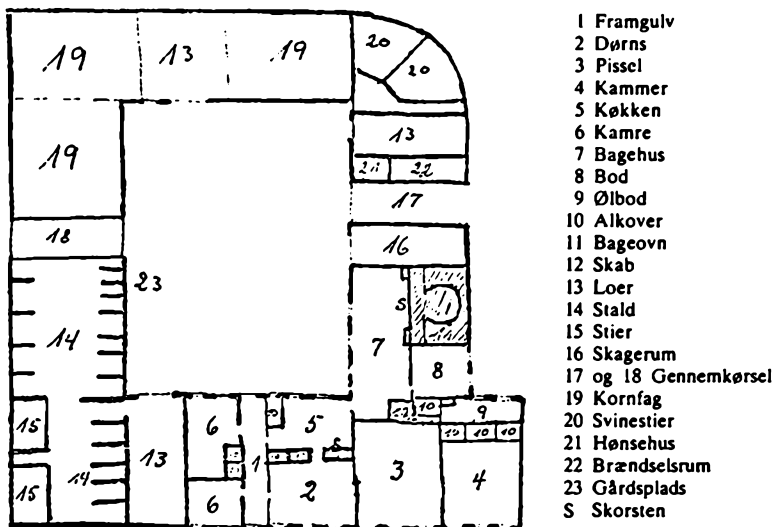 19 13 19 20
20
19
13
21 22
17
18
16
23
S
14
7
8
15
6
5
10
9
10 10 10
13
1
S
14
2
3
4
15
6
1 Framgulv
2 Dørns
3 Pissel
4 Kammer
5 Køkken
6 Kamre
7 Bagehus
8 Bod
9 Ølbod
10 Alkover
11 Bageovn
12 Skab
13 Loer
14 Stald
15 Stier
16 Skagerum
17 og 18 Gennemkørsel
19 Kornfag
20 Svinestier
21 Hønsehus
22 Brændselsrum
23 Gårdsplads
S Skorsten